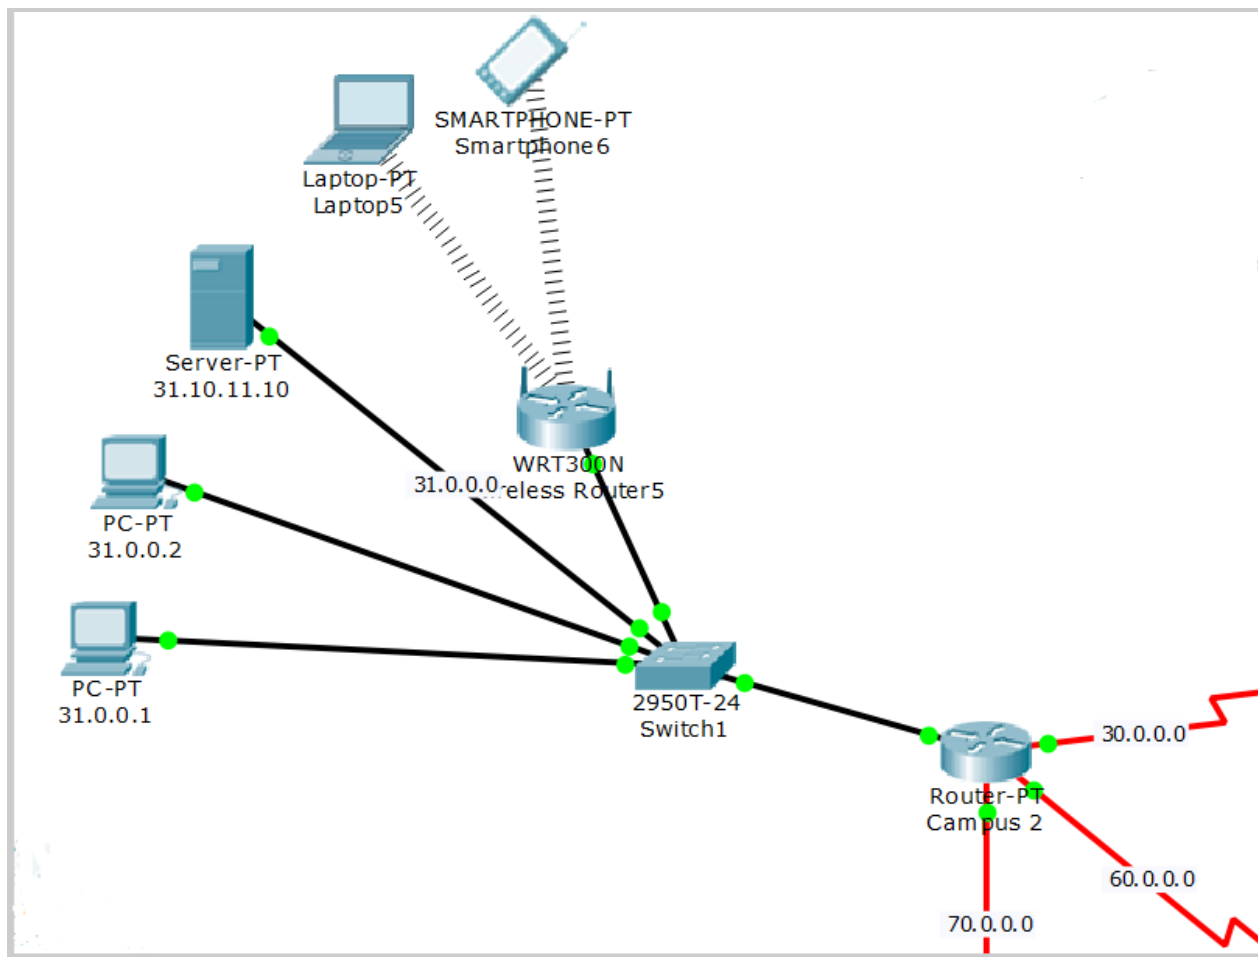 SMARTPHONE-PT
Smartphone6
Laptop-PT
Laptop5
Server-PT
31.10.11.10
WRT300N
31.0.0.0
reless Router5
PC-PT
31.0.0.2
PC-PT
31.0.0.1
2950T-24
Switch1
30.0.0.0
Router-PT
Campus 2
60.0.0.0
70.0.0.0